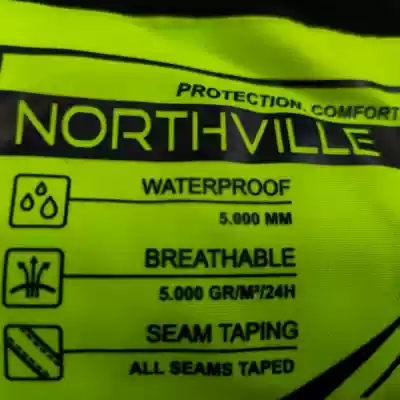 PROTECTION. COMFORT
NORTHVILLE
WATERPROOF
5.000 MM
BREATHABLE
5.000 GR/M²/24H
SEAM TAPING
ALL SEAMS TAPED